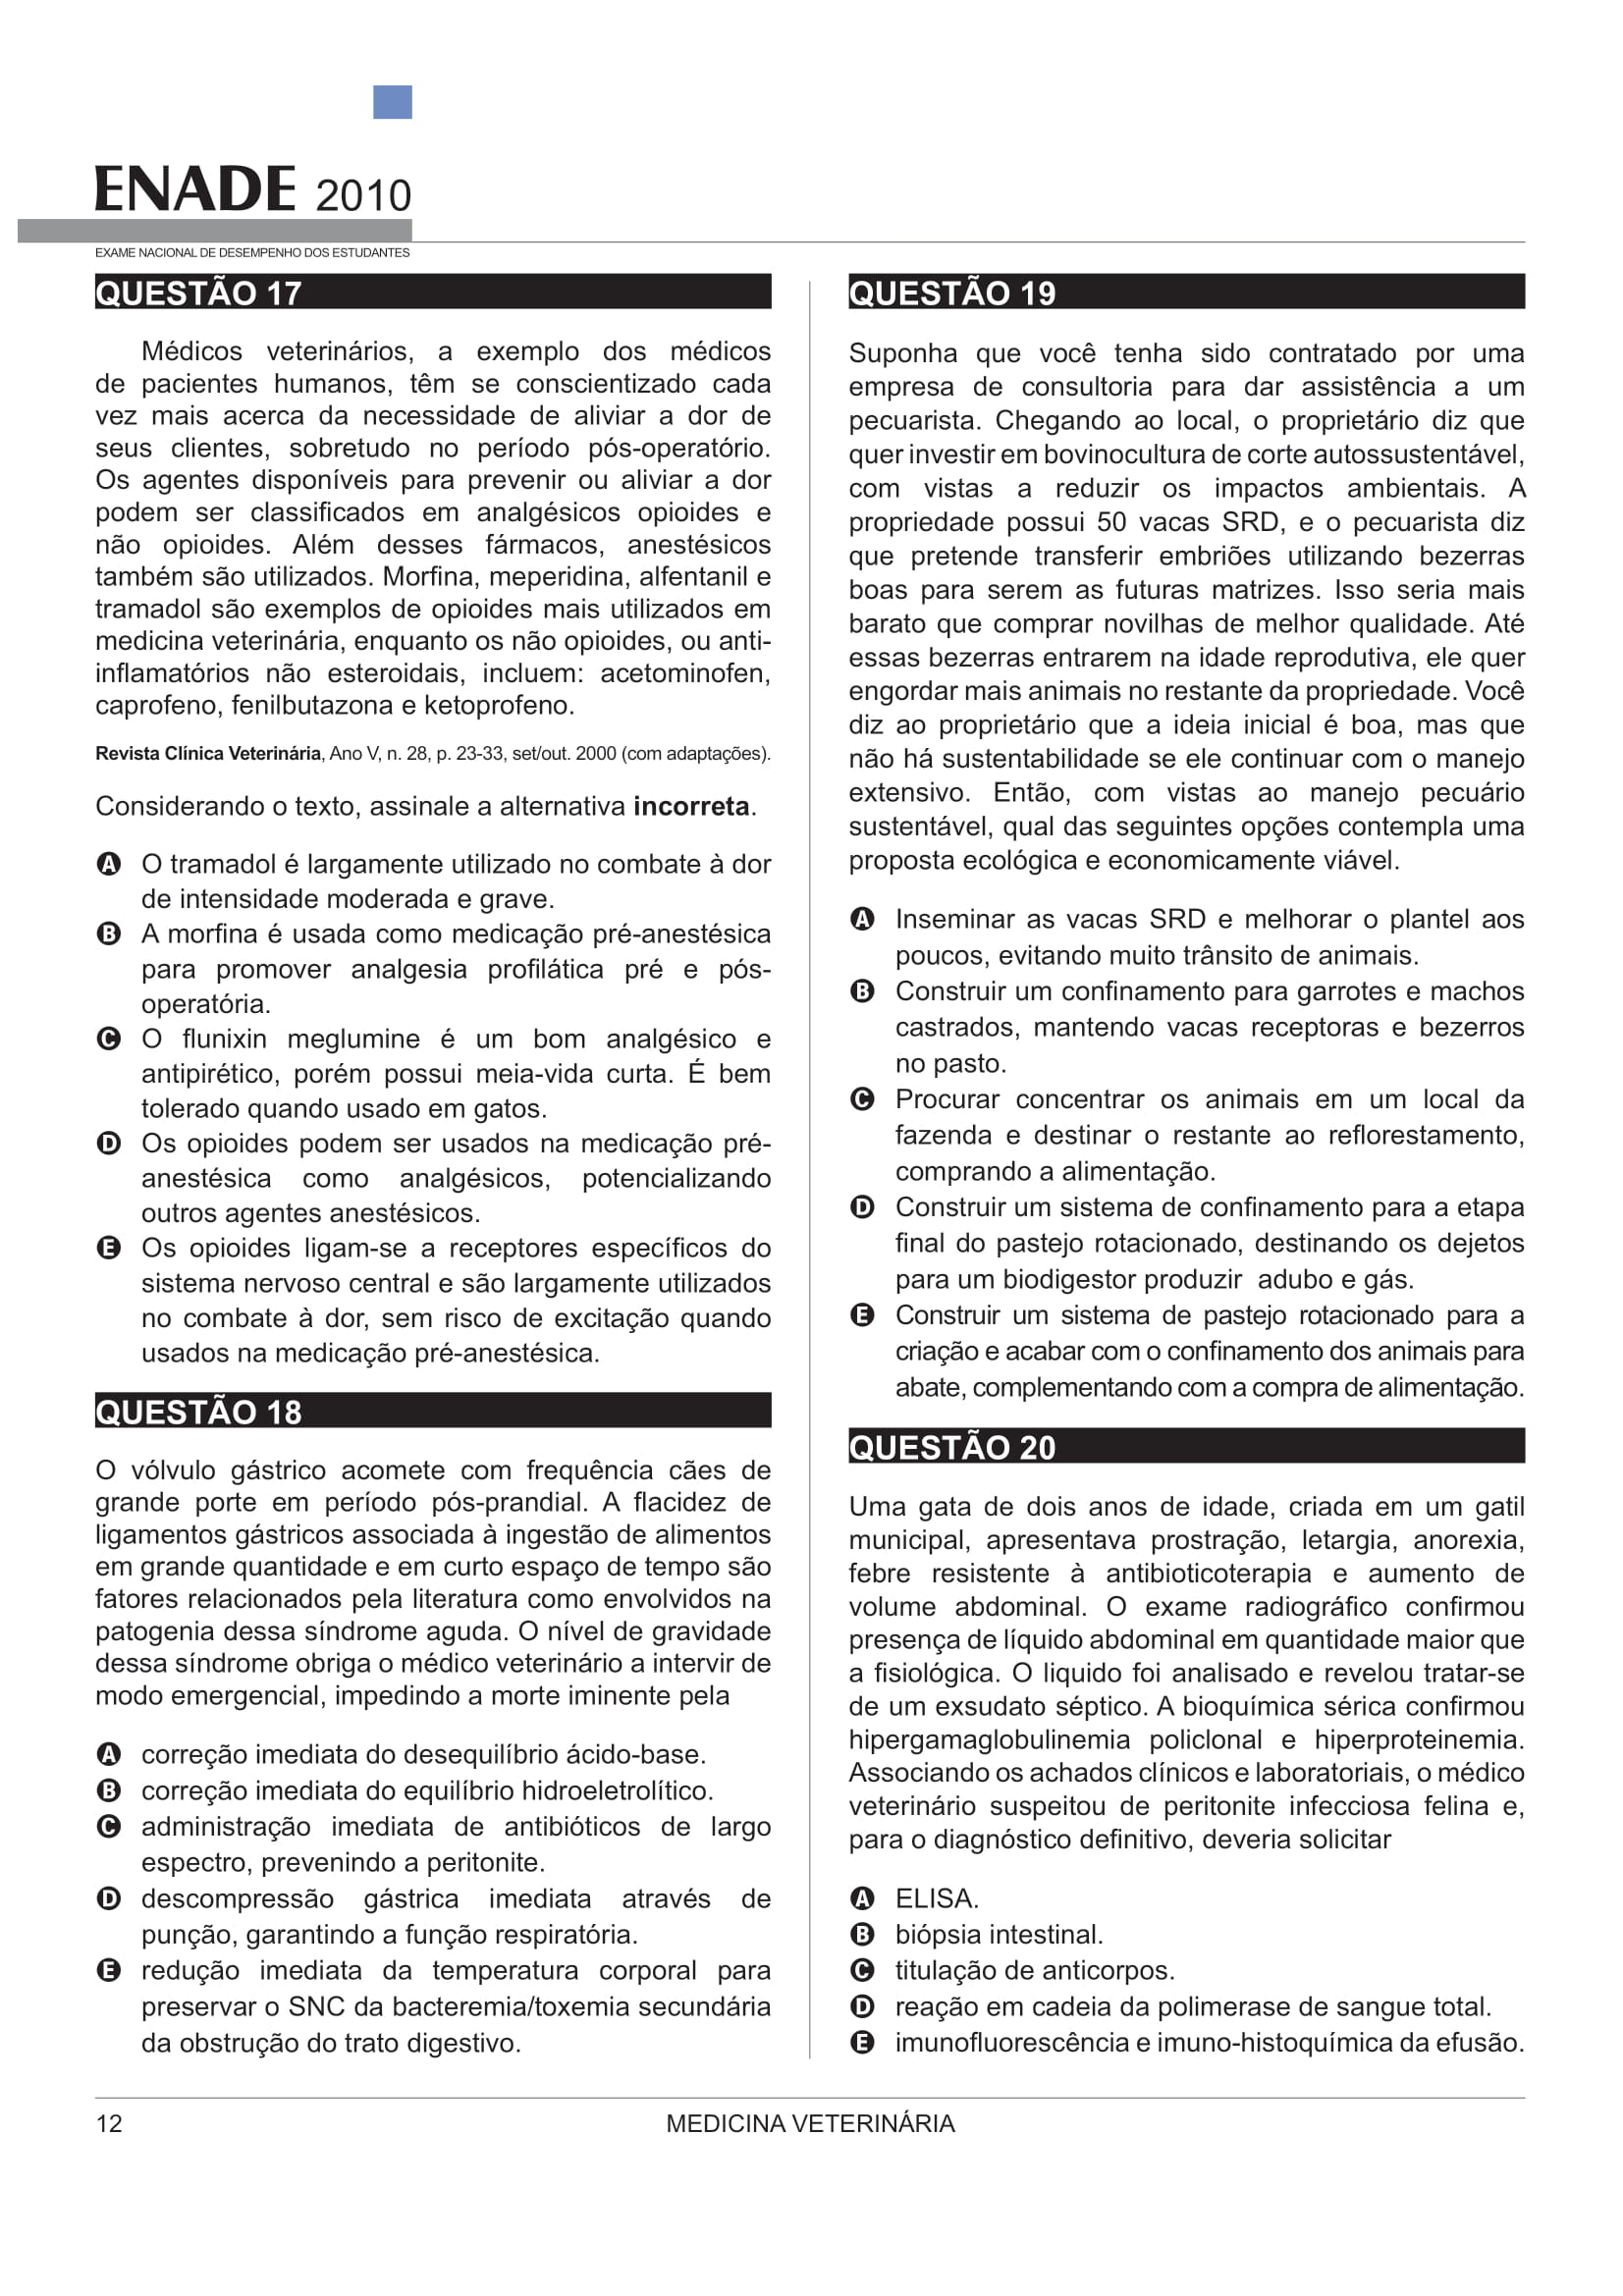 ENADE 2010
EXAME NACIONAL DE DESEMPENHO DOS ESTUDANTES
QUESTÃO 17
Médicos veterinários, a exemplo dos médicos
de pacientes humanos, têm se conscientizado cada
vez mais acerca da necessidade de aliviar a dor de
seus clientes, sobretudo no período pós-operatório.
Os agentes disponíveis para prevenir ou aliviar a dor
podem ser classificados em analgésicos opioides e
não opioides. Além desses fármacos, anestésicos
também são utilizados. Morfina, meperidina, alfentanil e
tramadol são exemplos de opioides mais utilizados em
medicina veterinária, enquanto os não opioides, ou anti-
inflamatórios não esteroidais, incluem: acetominofen,
caprofeno, fenilbutazona e ketoprofeno.
Revista Clínica Veterinária, Ano V, n. 28, p. 23-33, set/out. 2000 (com adaptações).
Considerando o texto, assinale a alternativa incorreta.
A O tramadol é largamente utilizado no combate à dor
de intensidade moderada e grave.
B A morfina é usada como medicação pré-anestésica
para promover analgesia profilática pré e pós-
operatória.
C O flunixin meglumine é um bom analgésico e
antipirético, porém possui meia-vida curta. É bem
tolerado quando usado em gatos.
D Os opioides podem ser usados na medicação pré-
anestésica como analgésicos, potencializando
outros agentes anestésicos.
E Os opioides ligam-se a receptores específicos do
sistema nervoso central e são largamente utilizados
no combate à dor, sem risco de excitação quando
usados na medicação pré-anestésica.
QUESTÃO 18
O vólvulo gástrico acomete com frequência cães de
grande porte em período pós-prandial. A flacidez de
ligamentos gástricos associada à ingestão de alimentos
em grande quantidade e em curto espaço de tempo são
fatores relacionados pela literatura como envolvidos na
patogenia dessa síndrome aguda. O nível de gravidade
dessa síndrome obriga o médico veterinário a intervir de
modo emergencial, impedindo a morte iminente pela
A correção imediata do desequilíbrio ácido-base.
B correção imediata do equilíbrio hidroeletrolítico.
C administração imediata de antibióticos de largo
espectro, prevenindo a peritonite.
D descompressão gástrica imediata através de
punção, garantindo a função respiratória.
E redução imediata da temperatura corporal para
preservar o SNC da bacteremia/toxemia secundária
da obstrução do trato digestivo.
QUESTÃO 19
Suponha que você tenha sido contratado por uma
empresa de consultoria para dar assistência a um
pecuarista. Chegando ao local, o proprietário diz que
quer investir em bovinocultura de corte autossustentável,
com vistas a reduzir os impactos ambientais. A
propriedade possui 50 vacas SRD, e o pecuarista diz
que pretende transferir embriões utilizando bezerras
boas para serem as futuras matrizes. Isso seria mais
barato que comprar novilhas de melhor qualidade. Até
essas bezerras entrarem na idade reprodutiva, ele quer
engordar mais animais no restante da propriedade. Você
diz ao proprietário que a ideia inicial é boa, mas que
não há sustentabilidade se ele continuar com o manejo
extensivo. Então, com vistas ao manejo pecuário
sustentável, qual das seguintes opções contempla uma
proposta ecológica e economicamente viável.
A Inseminar as vacas SRD e melhorar o plantel aos
poucos, evitando muito trânsito de animais.
B Construir um confinamento para garrotes e machos
castrados, mantendo vacas receptoras e bezerros
no pasto.
C Procurar concentrar os animais em um local da
fazenda e destinar o restante ao reflorestamento,
comprando a alimentação.
D Construir um sistema de confinamento para a etapa
final do pastejo rotacionado, destinando os dejetos
para um biodigestor produzir adubo e gás.
E Construir um sistema de pastejo rotacionado para a
criação e acabar com o confinamento dos animais para
abate, complementando com a compra de alimentação.
QUESTÃO 20
Uma gata de dois anos de idade, criada em um gatil
municipal, apresentava prostração, letargia, anorexia,
febre resistente à antibioticoterapia e aumento de
volume abdominal. O exame radiográfico confirmou
presença de líquido abdominal em quantidade maior que
a fisiológica. O liquido foi analisado e revelou tratar-se
de um exsudato séptico. A bioquímica sérica confirmou
hipergamaglobulinemia policlonal e hiperproteinemia.
Associando os achados clínicos e laboratoriais, o médico
veterinário suspeitou de peritonite infecciosa felina e,
para o diagnóstico definitivo, deveria solicitar
A ELISA.
B biópsia intestinal.
C titulação de anticorpos.
D reação em cadeia da polimerase de sangue total.
E imunofluorescência e imuno-histoquímica da efusão.
12
MEDICINA VETERINÁRIA